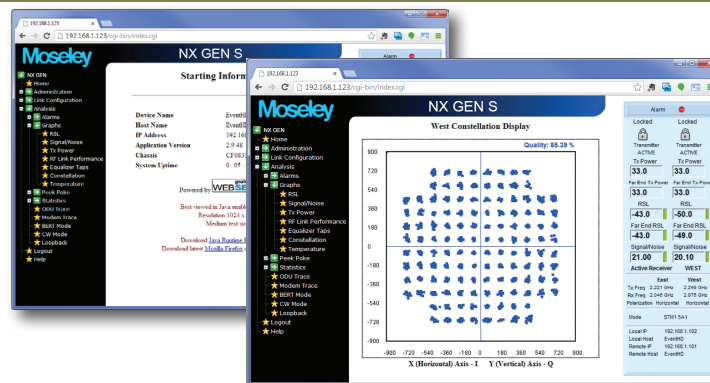 192.168.1.123
192.168.1.123/cgi-bin/index.cgi
Moseley
NX GEN S
Alarm
NX GEN
Home
Administration
Link Configuration
Analysis
Alarms
Graphs
RSL
Signal/Noise
Tx Power
RF Link Performance
Equalizer Taps
Constellation
Temperature
Peek Poke
Statistics
ODU Trace
Modem Trace
BERT Mode
CW Mode
Loopback
Logout
Help
Starting Inform
Device Name EventH
Host Name EventH
IP Address 192.168
Application Version 2.9.48
Chassis
System Uptime 0 : 05
Powered by WEBSE
Best viewed in Java enabl
Resolution 1024 x
Medium text si
Download Java Runtime
Download latest Mozilla Firefox
192.168.1.123
192.168.1.123/cgi-bin/index.cgi
Moseley
NX GEN S
NX GEN
Home
Administration
Link Configuration
Analysis
Alarms
Graphs
RSL
Signal/Noise
Tx Power
RF Link Performance
Equalizer Taps
Constellation
Temperature
Peek Poke
Statistics
ODU Trace
Modem Trace
BERT Mode
CW Mode
Loopback
Logout
Help
West Constellation Display
Quality: 85.39 %
900
720
540
360
180
0
-180
-360
-540
-720
-900
-900 -720 -540 -360 -180 0 180 360 540 720 900
X (Horizontal) Axis - I Y (Vertical) Axis - Q
Alarm
Locked Locked
Transmitter Transmitter
ACTIVE ACTIVE
Tx Power Tx Power
33.0 33.0
Far End Tx Power Far End Tx Powe
33.0 33.0
RSL RSL
-43.0 -50.0
Far End RSL Far End RSL
-43.0 -49.0
Signal/Noise Signal/Noise
21.00 20.10
Active Receiver WEST
East West
Tx Freq 2.221 GHz 2.249 GHz
Rx Freq 2.046 GHz 2.076 GHz
Polarization Horizontal Horizontal
Mode STM1 5A1
Local IP 192.168.1.102
Local Host EventHD
Remote IP 192.168.1.101
Remote Host EventHD